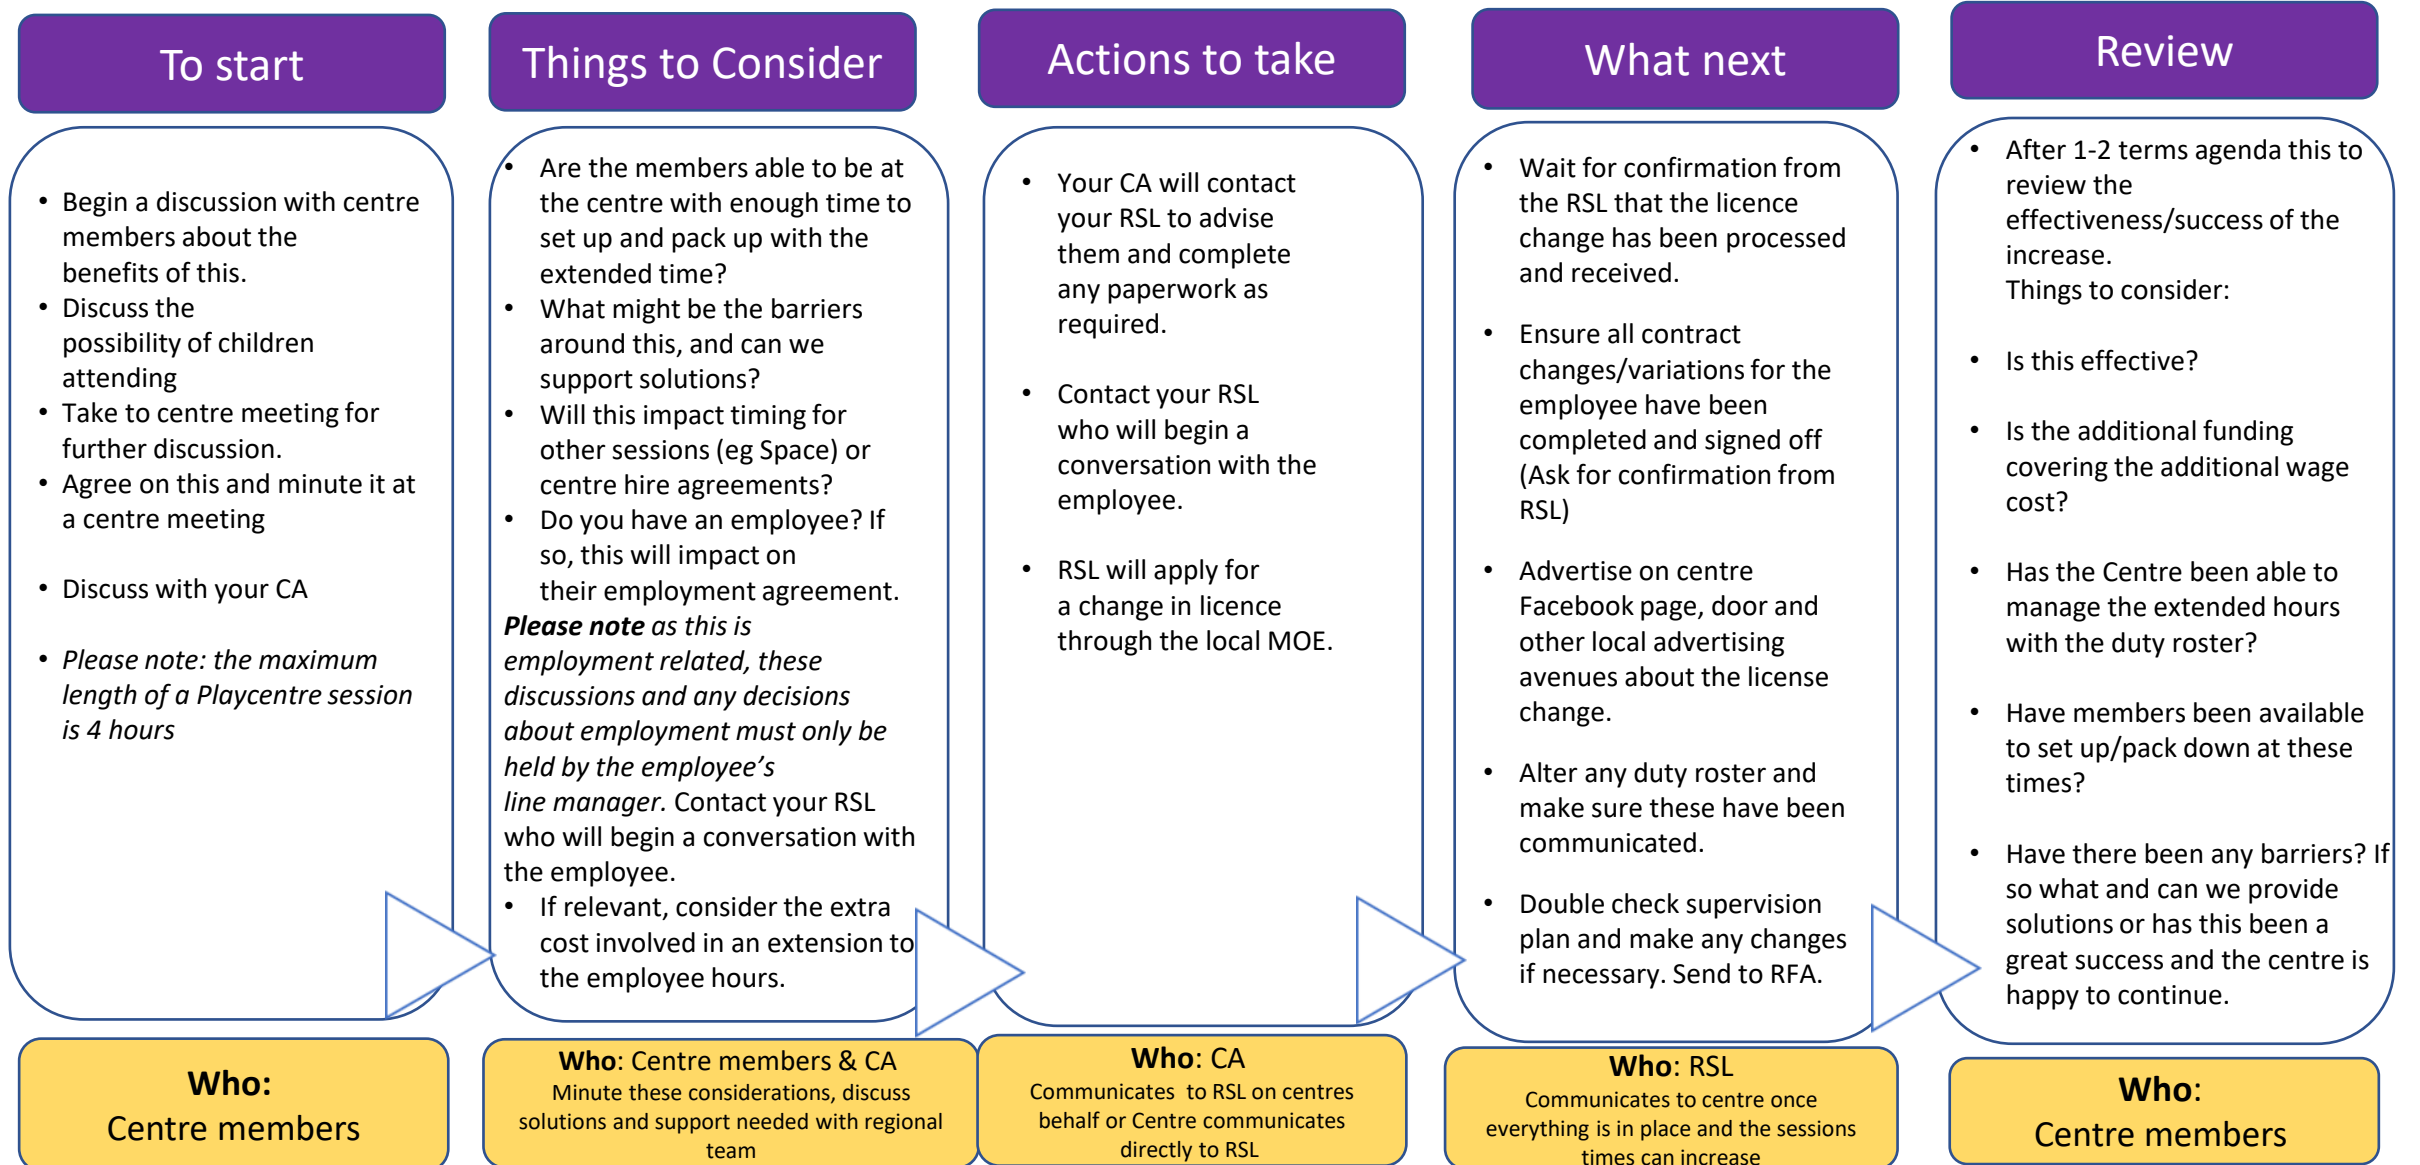 To start
• Begin a discussion with centre
members about the
benefits of this.
• Discuss the
possibility of children
attending
• Take to centre meeting for
further discussion.
• Agree on this and minute it at
a centre meeting
• Discuss with your CA
• Please note: the maximum
length of a Playcentre session
is 4 hours
Who:
Centre members
Things to Consider
• Are the members able to be at
the centre with enough time to
set up and pack up with the
extended time?
• What might be the barriers
around this, and can we
support solutions?
• Will this impact timing for
other sessions (eg Space) or
centre hire agreements?
• Do you have an employee? If
so, this will impact on
their employment agreement.
Please note as this is
employment related, these
discussions and any decisions
about employment must only be
held by the employee’s
line manager. Contact your RSL
who will begin a conversation with
the employee.
• If relevant, consider the extra
cost involved in an extension to
the employee hours.
Who: Centre members & CA
Minute these considerations, discuss
solutions and support needed with regional
team
Actions to take
• Your CA will contact
your RSL to advise
them and complete
any paperwork as
required.
• Contact your RSL
who will begin a
conversation with the
employee.
• RSL will apply for
a change in licence
through the local MOE.
Who: CA
Communicates to RSL on centres
behalf or Centre communicates
directly to RSL
What next
• Wait for confirmation from
the RSL that the licence
change has been processed
and received.
• Ensure all contract
changes/variations for the
employee have been
completed and signed off
(Ask for confirmation from
RSL)
• Advertise on centre
Facebook page, door and
other local advertising
avenues about the license
change.
• Alter any duty roster and
make sure these have been
communicated.
• Double check supervision
plan and make any changes
if necessary. Send to RFA.
Who: RSL
Communicates to centre once
everything is in place and the sessions
times can increase
Review
• After 1-2 terms agenda this to
review the
effectiveness/success of the
increase.
Things to consider:
• Is this effective?
• Is the additional funding
covering the additional wage
cost?
• Has the Centre been able to
manage the extended hours
with the duty roster?
• Have members been available
to set up/pack down at these
times?
• Have there been any barriers? If
so what and can we provide
solutions or has this been a
great success and the centre is
happy to continue.
Who:
Centre members